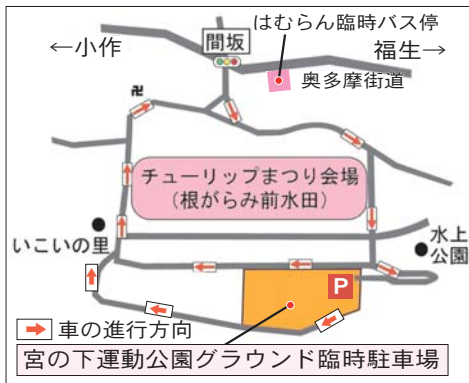 はむらん臨時バス停
←小作
間坂
福生→
奥多摩街道
卍
チューリップまつり会場
(根がらみ前水田)
いこいの里
水上
公園
P
車の進行方向
宮の下運動公園グラウンド臨時駐車場